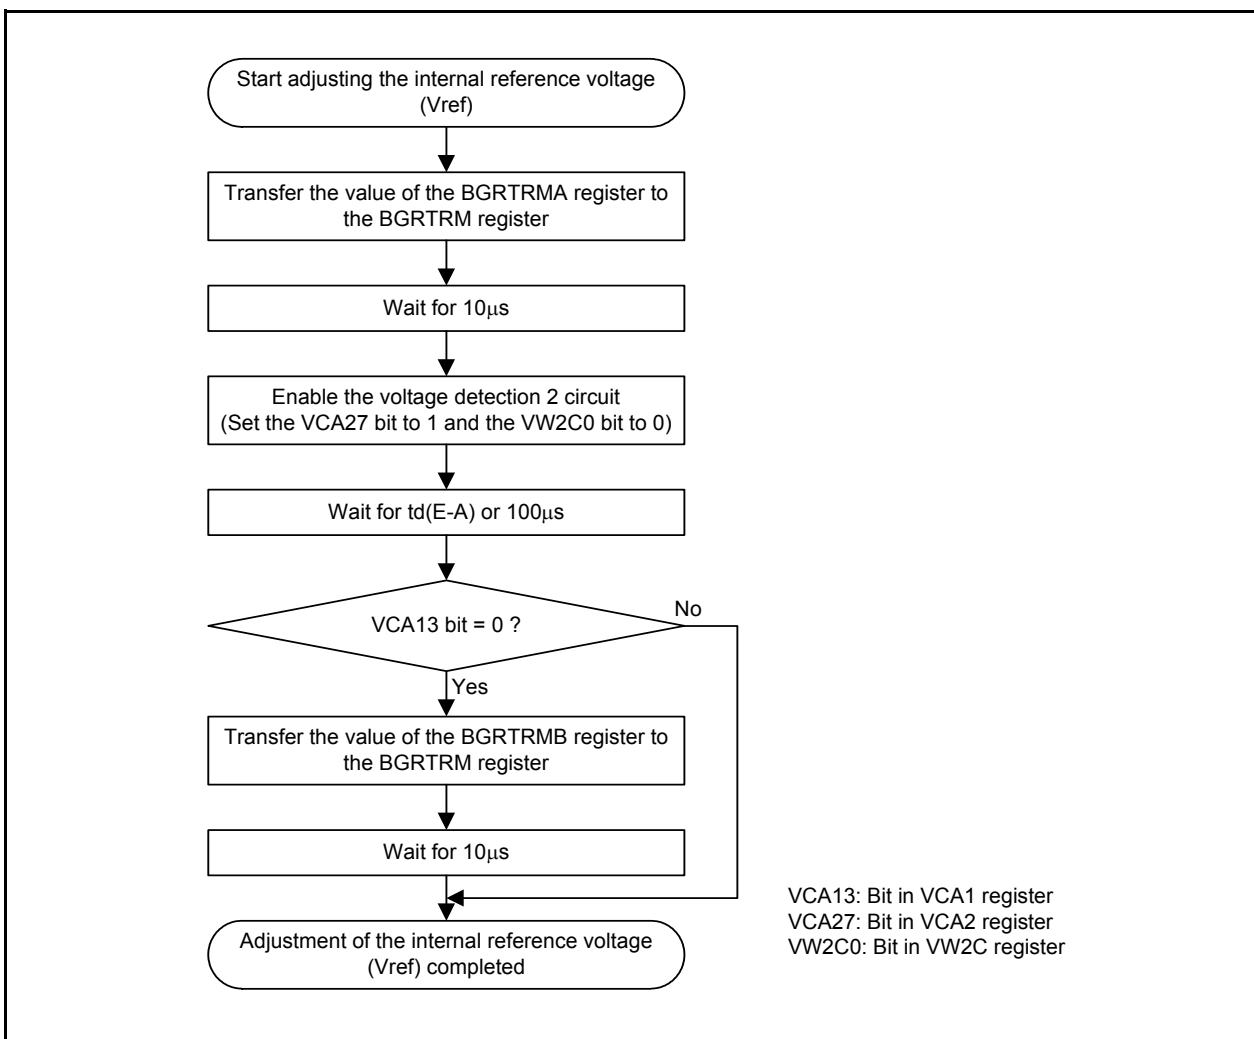 Start adjusting the internal reference voltage
(Vref)
Transfer the value of the BGRTRMA register to
the BGRTRM register
Wait for 10μs
Enable the voltage detection 2 circuit
(Set the VCA27 bit to 1 and the VW2C0 bit to 0)
Wait for td(E-A) or 100μs
VCA13 bit = 0 ?
No
Yes
Transfer the value of the BGRTRMB register to
the BGRTRM register
Wait for 10μs
Adjustment of the internal reference voltage
(Vref) completed
VCA13: Bit in VCA1 register
VCA27: Bit in VCA2 register
VW2C0: Bit in VW2C register